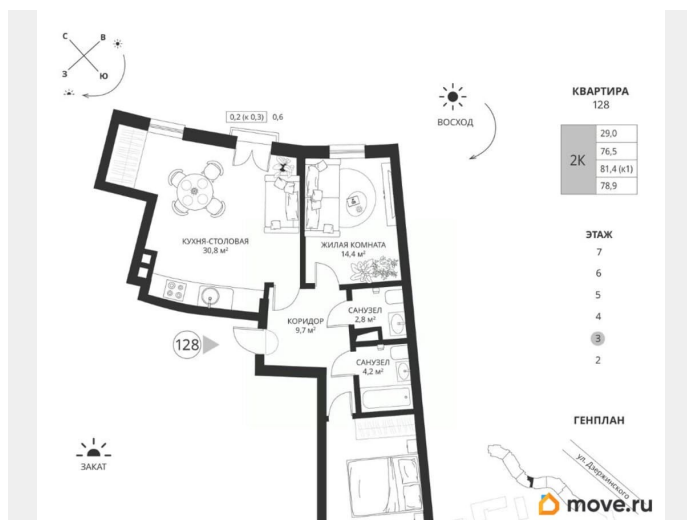 С
В
З
Ю
0,2 (к 0,3) 0,6
ВОСХОД
КВАРТИРА
128
2К
29,0
76,5
81,4 (к1)
78,9
КУХНЯ-СТОЛОВАЯ
30,8 м²
ЖИЛАЯ КОМНАТА
14,4 м²
ЭТАЖ
7
6
5
4
3
2
КОРИДОР
9,7 м²
САНУЗЕЛ
2,8 м²
128
САНУЗЕЛ
4,2 м²
ЗАКАТ
ГЕНПЛАН
ул. Дзержинского
move.ru